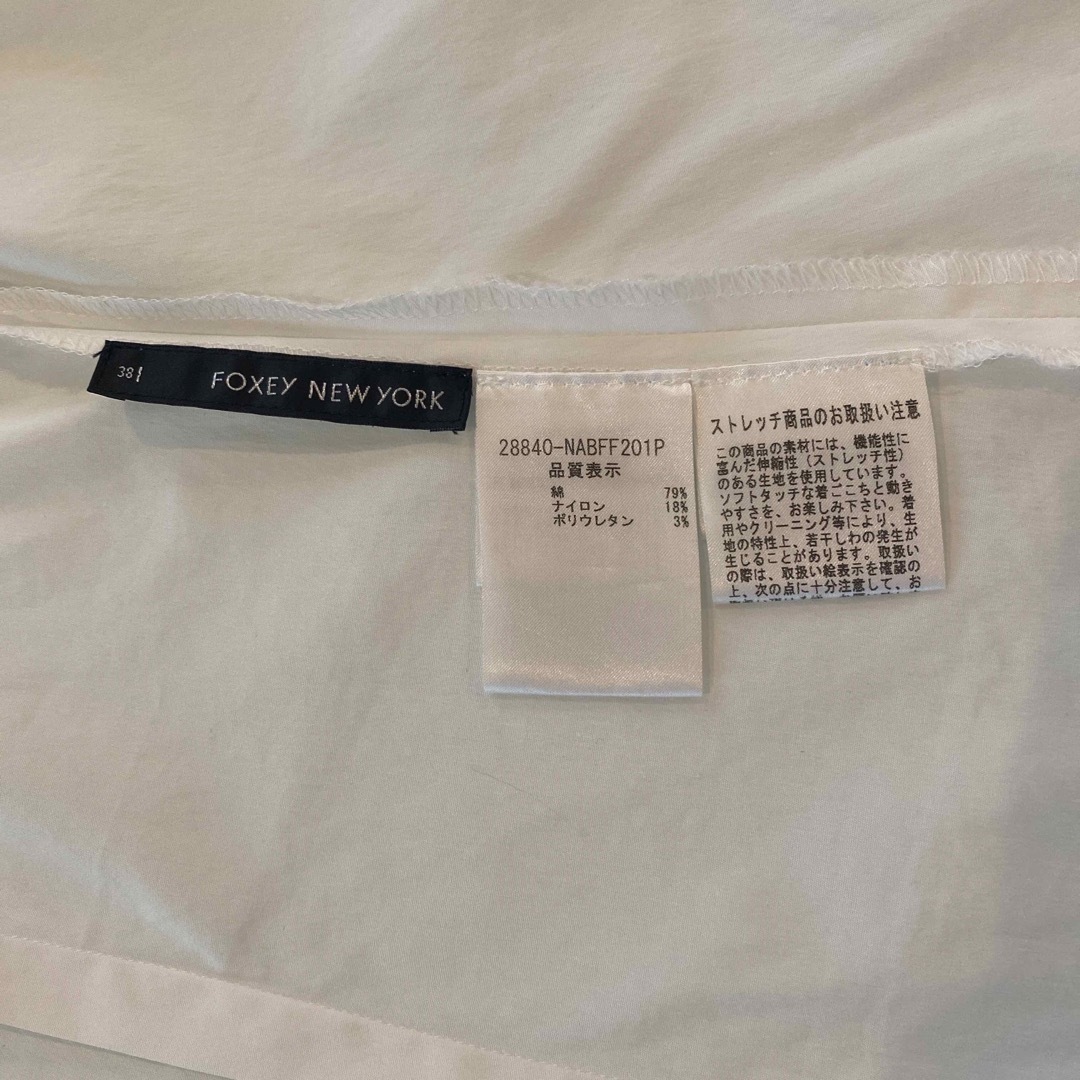 38
FOXEY NEW YORK
28840-NABFF201P
品質表示
綿 79%
ナイロン 18%
ポリウレタン 3%
ストレッチ商品のお取扱い注意
この商品の素材には、機能性に
富んだ伸縮性（ストレッチ性）
のある生地を使用しています。
ソフトタッチな着ごこちと動き
やすさを、お楽しみ下さい。着
用やクリーニング等により、生
地の特性上、若干しわの発生が
生じることがあります。取扱い
の際は、取扱い絵表示を確認の
上、次の点に十分注意して、お